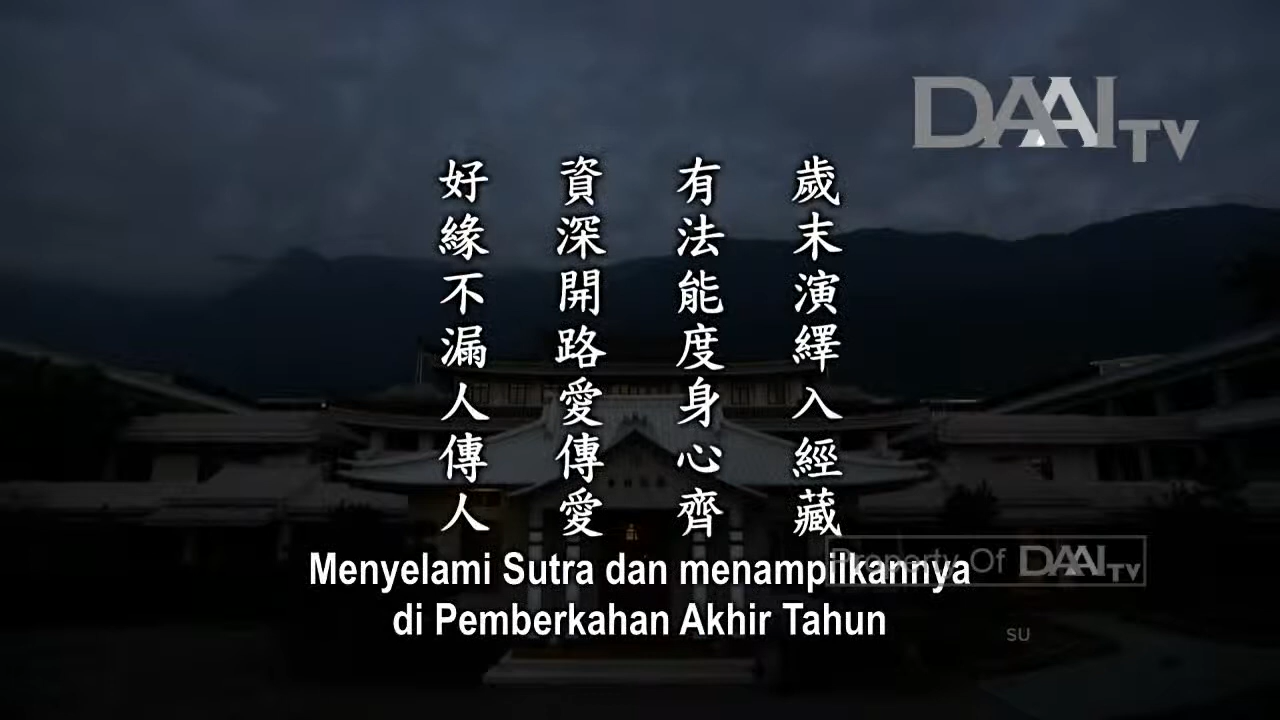 DAAI TV
歲末演繹入經藏
有法能度身心齊
資深開路愛傳愛
好緣不漏人傳人
Menyelami Sutra dan menampilkannya
di Pemberkahan Akhir Tahun
Property Of DAAI TV
SU